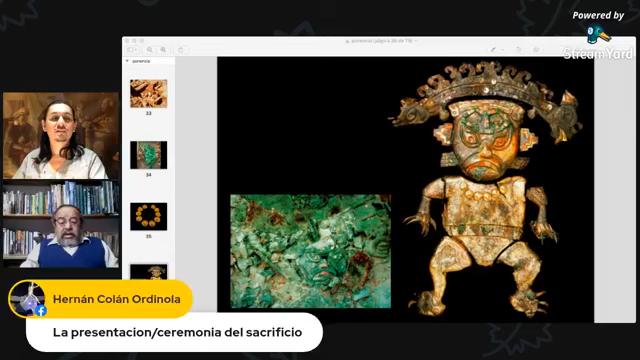 Powered by
StreamYard
ponencia
33
34
35
Hernán Colán Ordinola
La presentacion/ceremonia del sacrificio